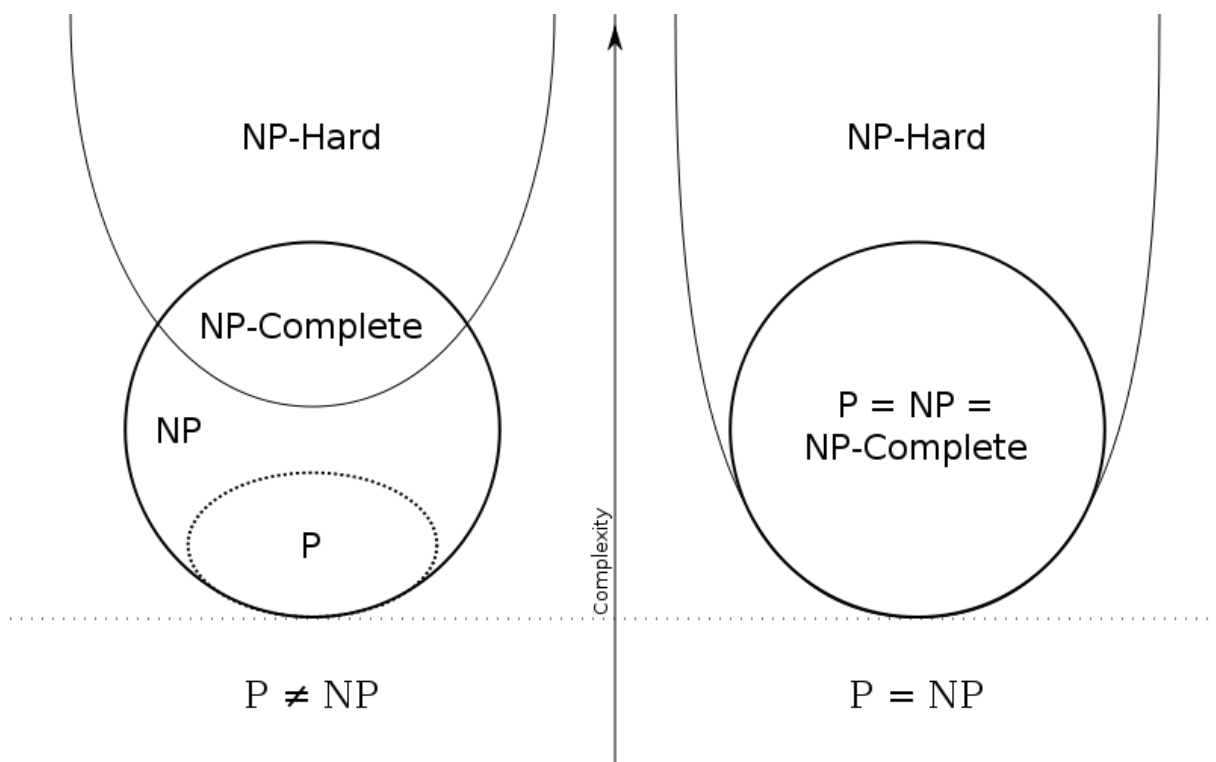 NP-Hard
NP-Complete
NP
P
P ≠ NP
Complexity
NP-Hard
P = NP =
NP-Complete
P = NP